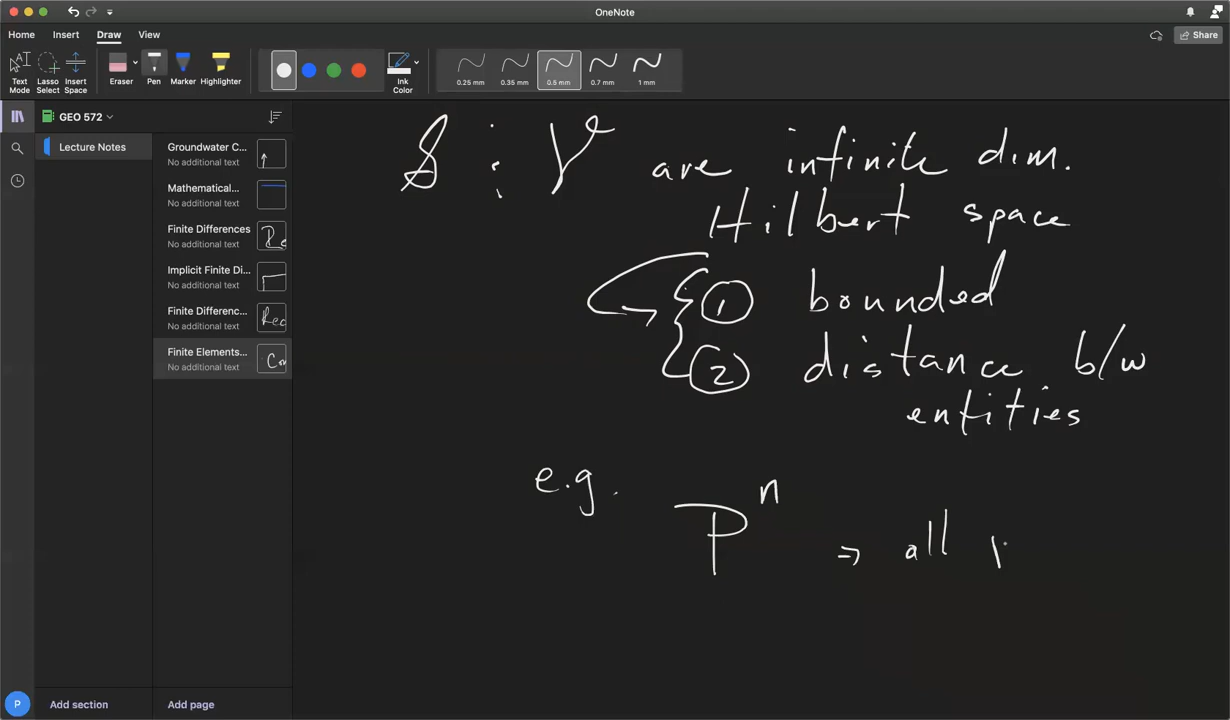 OneNote
Home Insert Draw View
Share
Text Mode
Lasso Select
Insert Space
Eraser
Pen
Marker
Highlighter
Ink Color
0.25 mm
0.35 mm
0.5 mm
0.7 mm
1 mm
GEO 572
Lecture Notes
Groundwater C...
No additional text
Mathematical...
No additional text
Finite Differences
No additional text
Implicit Finite Di...
No additional text
Finite Differenc...
No additional text
Finite Elements...
No additional text
P
Add section
Add page
S : V are infinite dim.
Hilbert space
① bounded
② distance b/w
entities
e.g. P^n ⇒ all